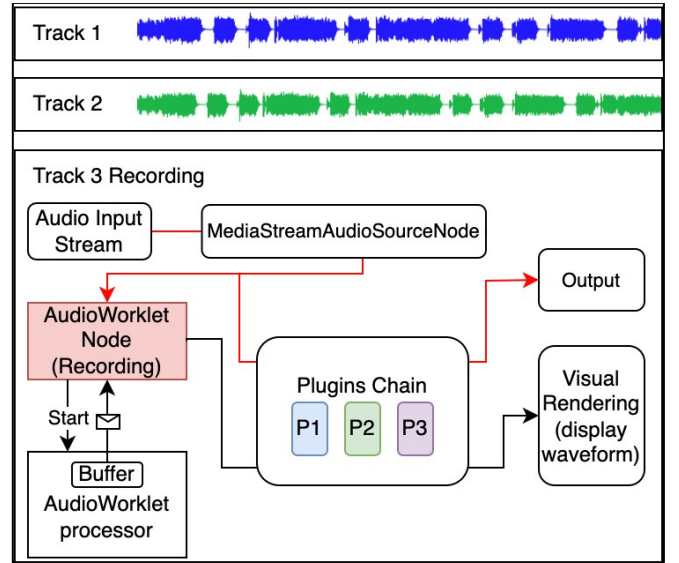 Track 1
Track 2
Track 3 Recording
Audio Input
Stream
MediaStreamAudioSourceNode
Output
AudioWorklet
Node
(Recording)
Plugins Chain
P1 P2 P3
Visual
Rendering
(display
waveform)
Start
Buffer
AudioWorklet
processor